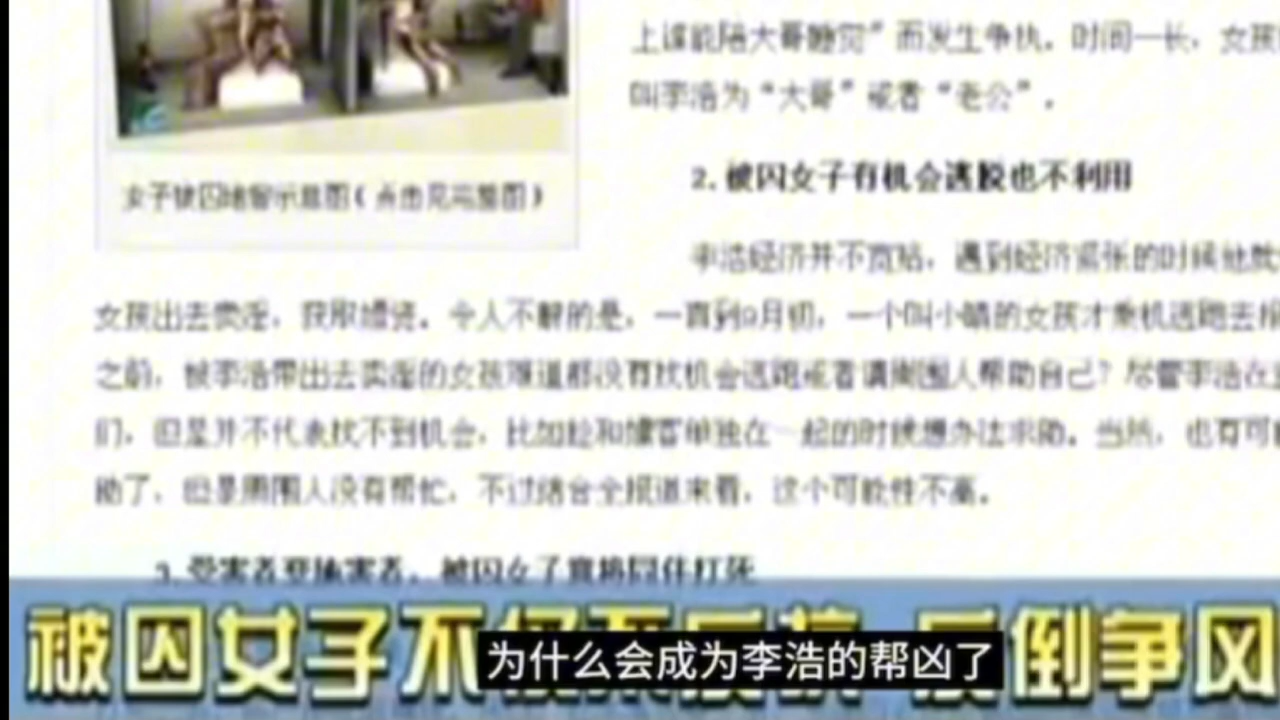 上谁能陪大哥睡觉”而发生争执。时间一长，女孩
叫李浩为“大哥”或者“老公”。
女子被囚地窖示意图（点击见完整图）
2. 被囚女子有机会逃脱也不利用
李浩经济并不宽裕，遇到经济紧张的时候他就
女孩出去卖淫，获取嫖资。令人不解的是，一直到9月初，一个叫小晴的女孩才乘机逃跑去
之前，被李浩带出去卖淫的女孩难道都没有找机会逃跑或者请周围人帮助自己？尽管李浩在
们，但是并不代表找不到机会，比如趁和嫖客单独在一起的时候想办法求助。当然，也有可能
助了，但是周围人没有帮忙，不过结合全报道来看，这个可能性不高。
3. 受害者变施害者，被囚女子竟将同伴打死
被囚女子不 倒争风
为什么会成为李浩的帮凶了